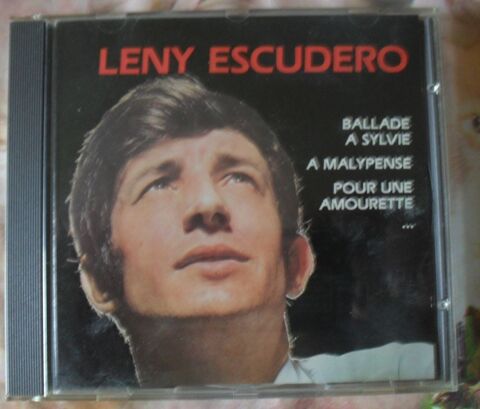 LENY ESCUDERO
BALLADE
A SYLVIE
A MALYPENSE
POUR UNE
AMOURETTE
...